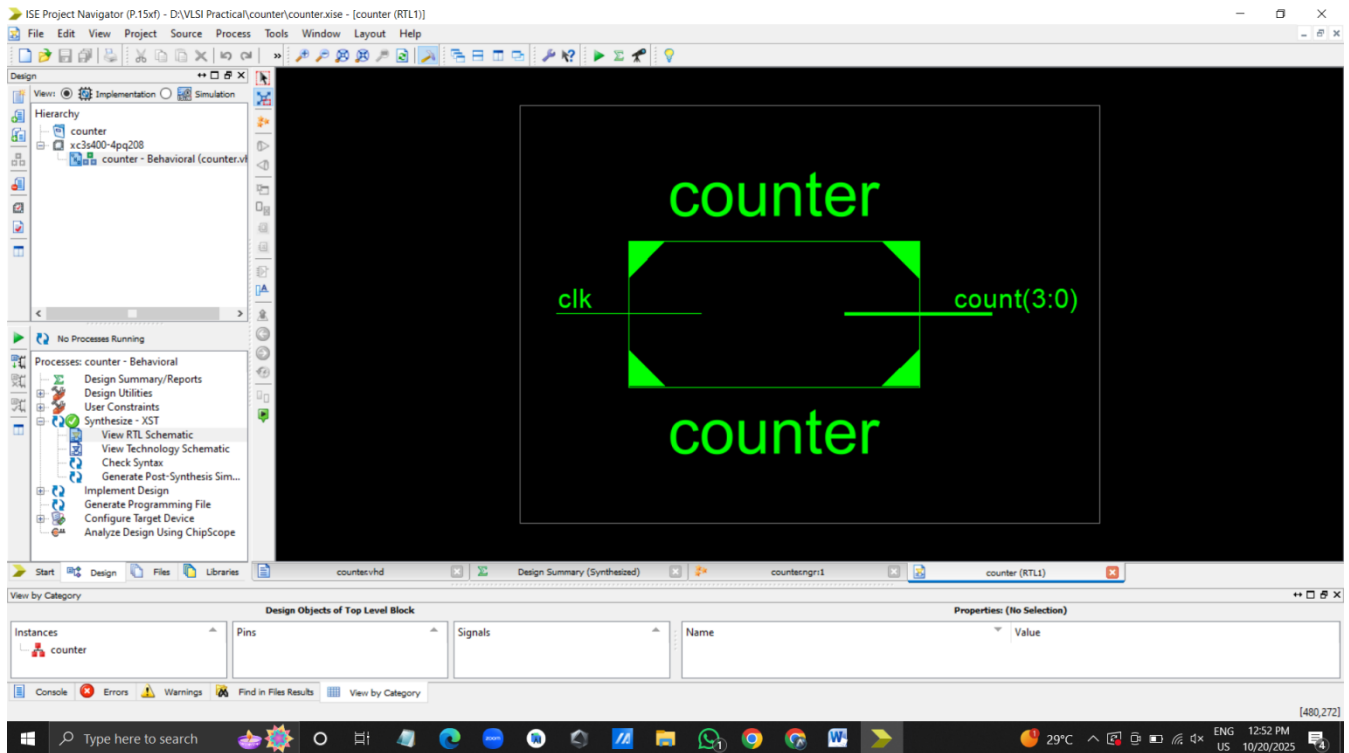 ISE Project Navigator (P.15xf) - D:\VLSI Practical\counter\counter.xise - [counter (RTL1)]
File Edit View Project Source Process Tools Window Layout Help
Design
View: Implementation Simulation
Hierarchy
counter
xc3s400-4pq208
counter - Behavioral (counter.vh
No Processes Running
Processes: counter - Behavioral
Design Summary/Reports
Design Utilities
User Constraints
Synthesize - XST
View RTL Schematic
View Technology Schematic
Check Syntax
Generate Post-Synthesis Sim...
Implement Design
Generate Programming File
Configure Target Device
Analyze Design Using ChipScope
Start Design Files Libraries
counter
clk
count(3:0)
counter
counter.vhd
Design Summary (Synthesized)
counter.ngr:1
counter (RTL1)
View by Category
Design Objects of Top Level Block
Properties: (No Selection)
Instances Pins Signals Name Value
counter
Console Errors Warnings Find in Files Results View by Category
[480,272]
Type here to search
zoom
W
1
29°C
ENG
US
12:52 PM
10/20/2025
4